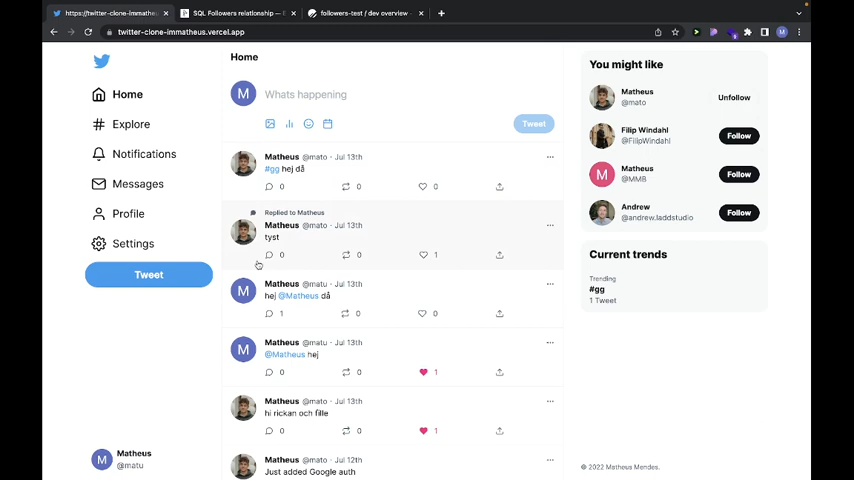 https://twitter-clone-immatheus
SQL Followers relationship
followers-test / dev overview -
twitter-clone-immatheus.vercel.app
M
Home
Explore
Notifications
Messages
Profile
Settings
Tweet
M
Matheus
@matu
Home
M
Whats happening
Tweet
Matheus @mato · Jul 13th
#gg hej då
0 0 0
Replied to Matheus
Matheus @mato · Jul 13th
tyst
0 0 1
M
Matheus @matu · Jul 13th
hej @Matheus då
1 0 0
M
Matheus @matu · Jul 13th
@Matheus hej
0 0 1
Matheus @mato · Jul 13th
hi rickan och fille
0 0 1
Matheus @mato · Jul 12th
Just added Google auth
You might like
Matheus
@mato
Unfollow
Filip Windahl
@FilipWindahl
Follow
M
Matheus
@MMB
Follow
Andrew
@andrew.laddstudio
Follow
Current trends
Trending
#gg
1 Tweet
© 2022 Matheus Mendes.